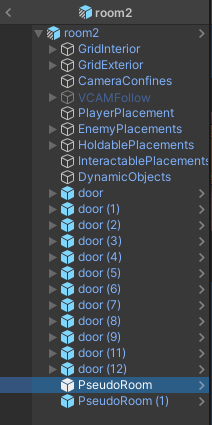 room2
room2
GridInterior
GridExterior
CameraConfines
VCAMFollow
PlayerPlacement
EnemyPlacements
HoldablePlacements
InteractablePlacements
DynamicObjects
door
door (1)
door (2)
door (3)
door (4)
door (5)
door (6)
door (7)
door (8)
door (9)
door (11)
door (12)
PseudoRoom
PseudoRoom (1)